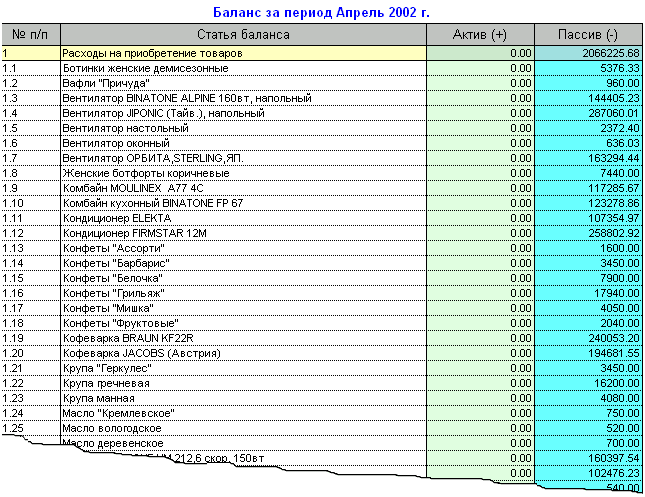 Баланс за период Апрель 2002 г.
№ п/п Статья баланса Актив (+) Пассив (-)
1 Расходы на приобретение товаров 0.00 2066225.68
1.1 Ботинки женские демисезонные 0.00 5376.33
1.2 Вафли "Причуда" 0.00 960.00
1.3 Вентилятор BINATONE ALPINE 160вт, напольный 0.00 144405.23
1.4 Вентилятор JIPONIC (Тайв.), напольный 0.00 287060.01
1.5 Вентилятор настольный 0.00 2372.40
1.6 Вентилятор оконный 0.00 636.03
1.7 Вентилятор ОРБИТА,STERLING,ЯП. 0.00 163294.44
1.8 Женские ботфорты коричневые 0.00 7440.00
1.9 Комбайн MOULINEX A77 4C 0.00 117285.67
1.10 Комбайн кухонный BINATONE FP 67 0.00 123278.86
1.11 Кондиционер ELEKTA 0.00 107354.97
1.12 Кондиционер FIRMSTAR 12M 0.00 258802.92
1.13 Конфеты "Ассорти" 0.00 1600.00
1.14 Конфеты "Барбарис" 0.00 3450.00
1.15 Конфеты "Белочка" 0.00 7900.00
1.16 Конфеты "Грильяж" 0.00 17940.00
1.17 Конфеты "Мишка" 0.00 4050.00
1.18 Конфеты "Фруктовые" 0.00 2040.00
1.19 Кофеварка BRAUN KF22R 0.00 240053.20
1.20 Кофеварка JACOBS (Австрия) 0.00 194681.55
1.21 Крупа "Геркулес" 0.00 3450.00
1.22 Крупа гречневая 0.00 16200.00
1.23 Крупа манная 0.00 4080.00
1.24 Масло "Кремлевское" 0.00 750.00
1.25 Масло вологодское 0.00 520.00
Масло деревенское 0.00 700.00
212,6 скор, 150вт 0.00 160397.54
0.00 102476.23
540.00